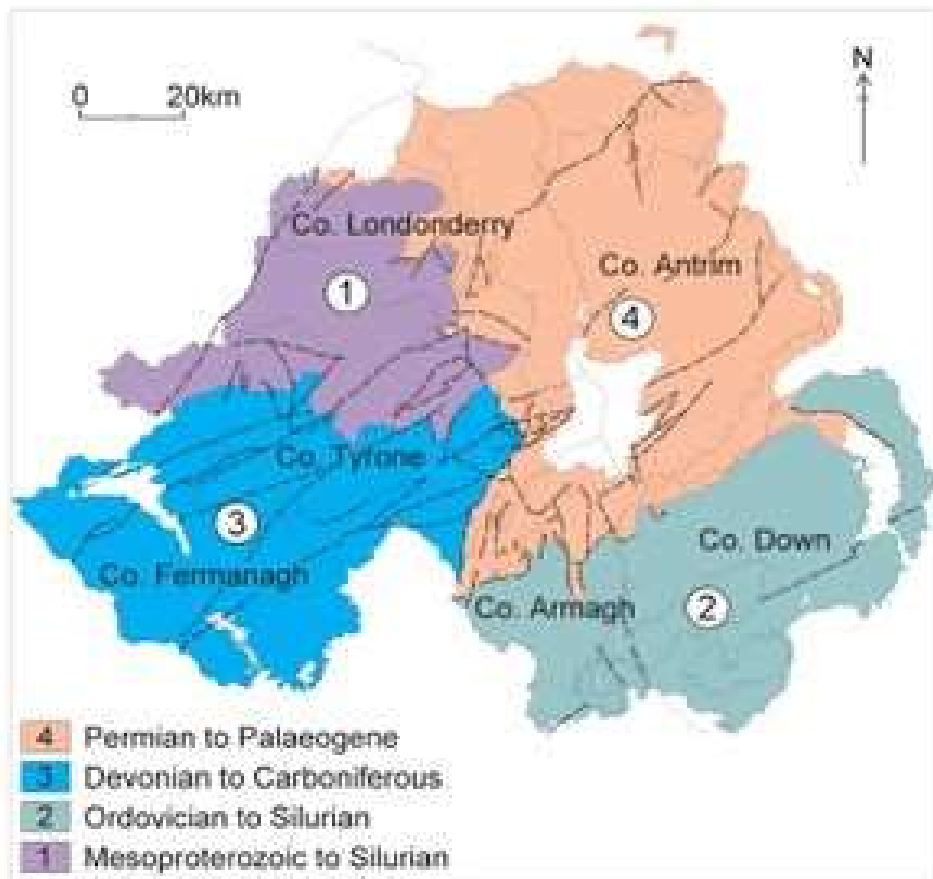 0 20km
N
Co. Londonderry
Co. Antrim
1
4
Co. Tyrone
3
Co. Down
Co. Fermanagh
Co. Armagh
2
4 Permian to Palaeogene
3 Devonian to Carboniferous
2 Ordovician to Silurian
1 Mesoproterozoic to Silurian